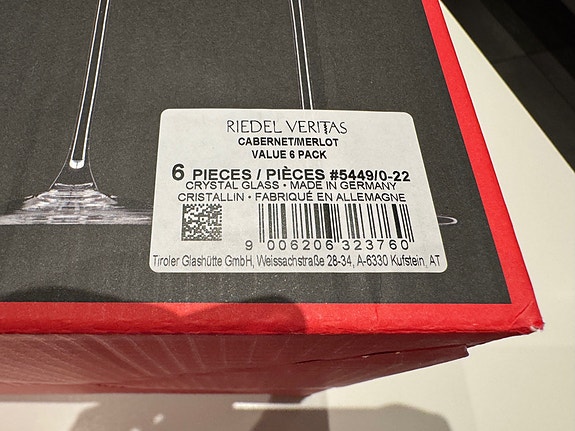 RIEDEL VERITAS
CABERNET/MERLOT
VALUE 6 PACK
6 PIECES / PIÈCES #5449/0-22
CRYSTAL GLASS • MADE IN GERMANY
CRISTALLIN • FABRIQUÉ EN ALLEMAGNE
9 006206 323760
Tiroler Glashütte GmbH, Weissachstraße 28-34, A-6330 Kufstein, AT